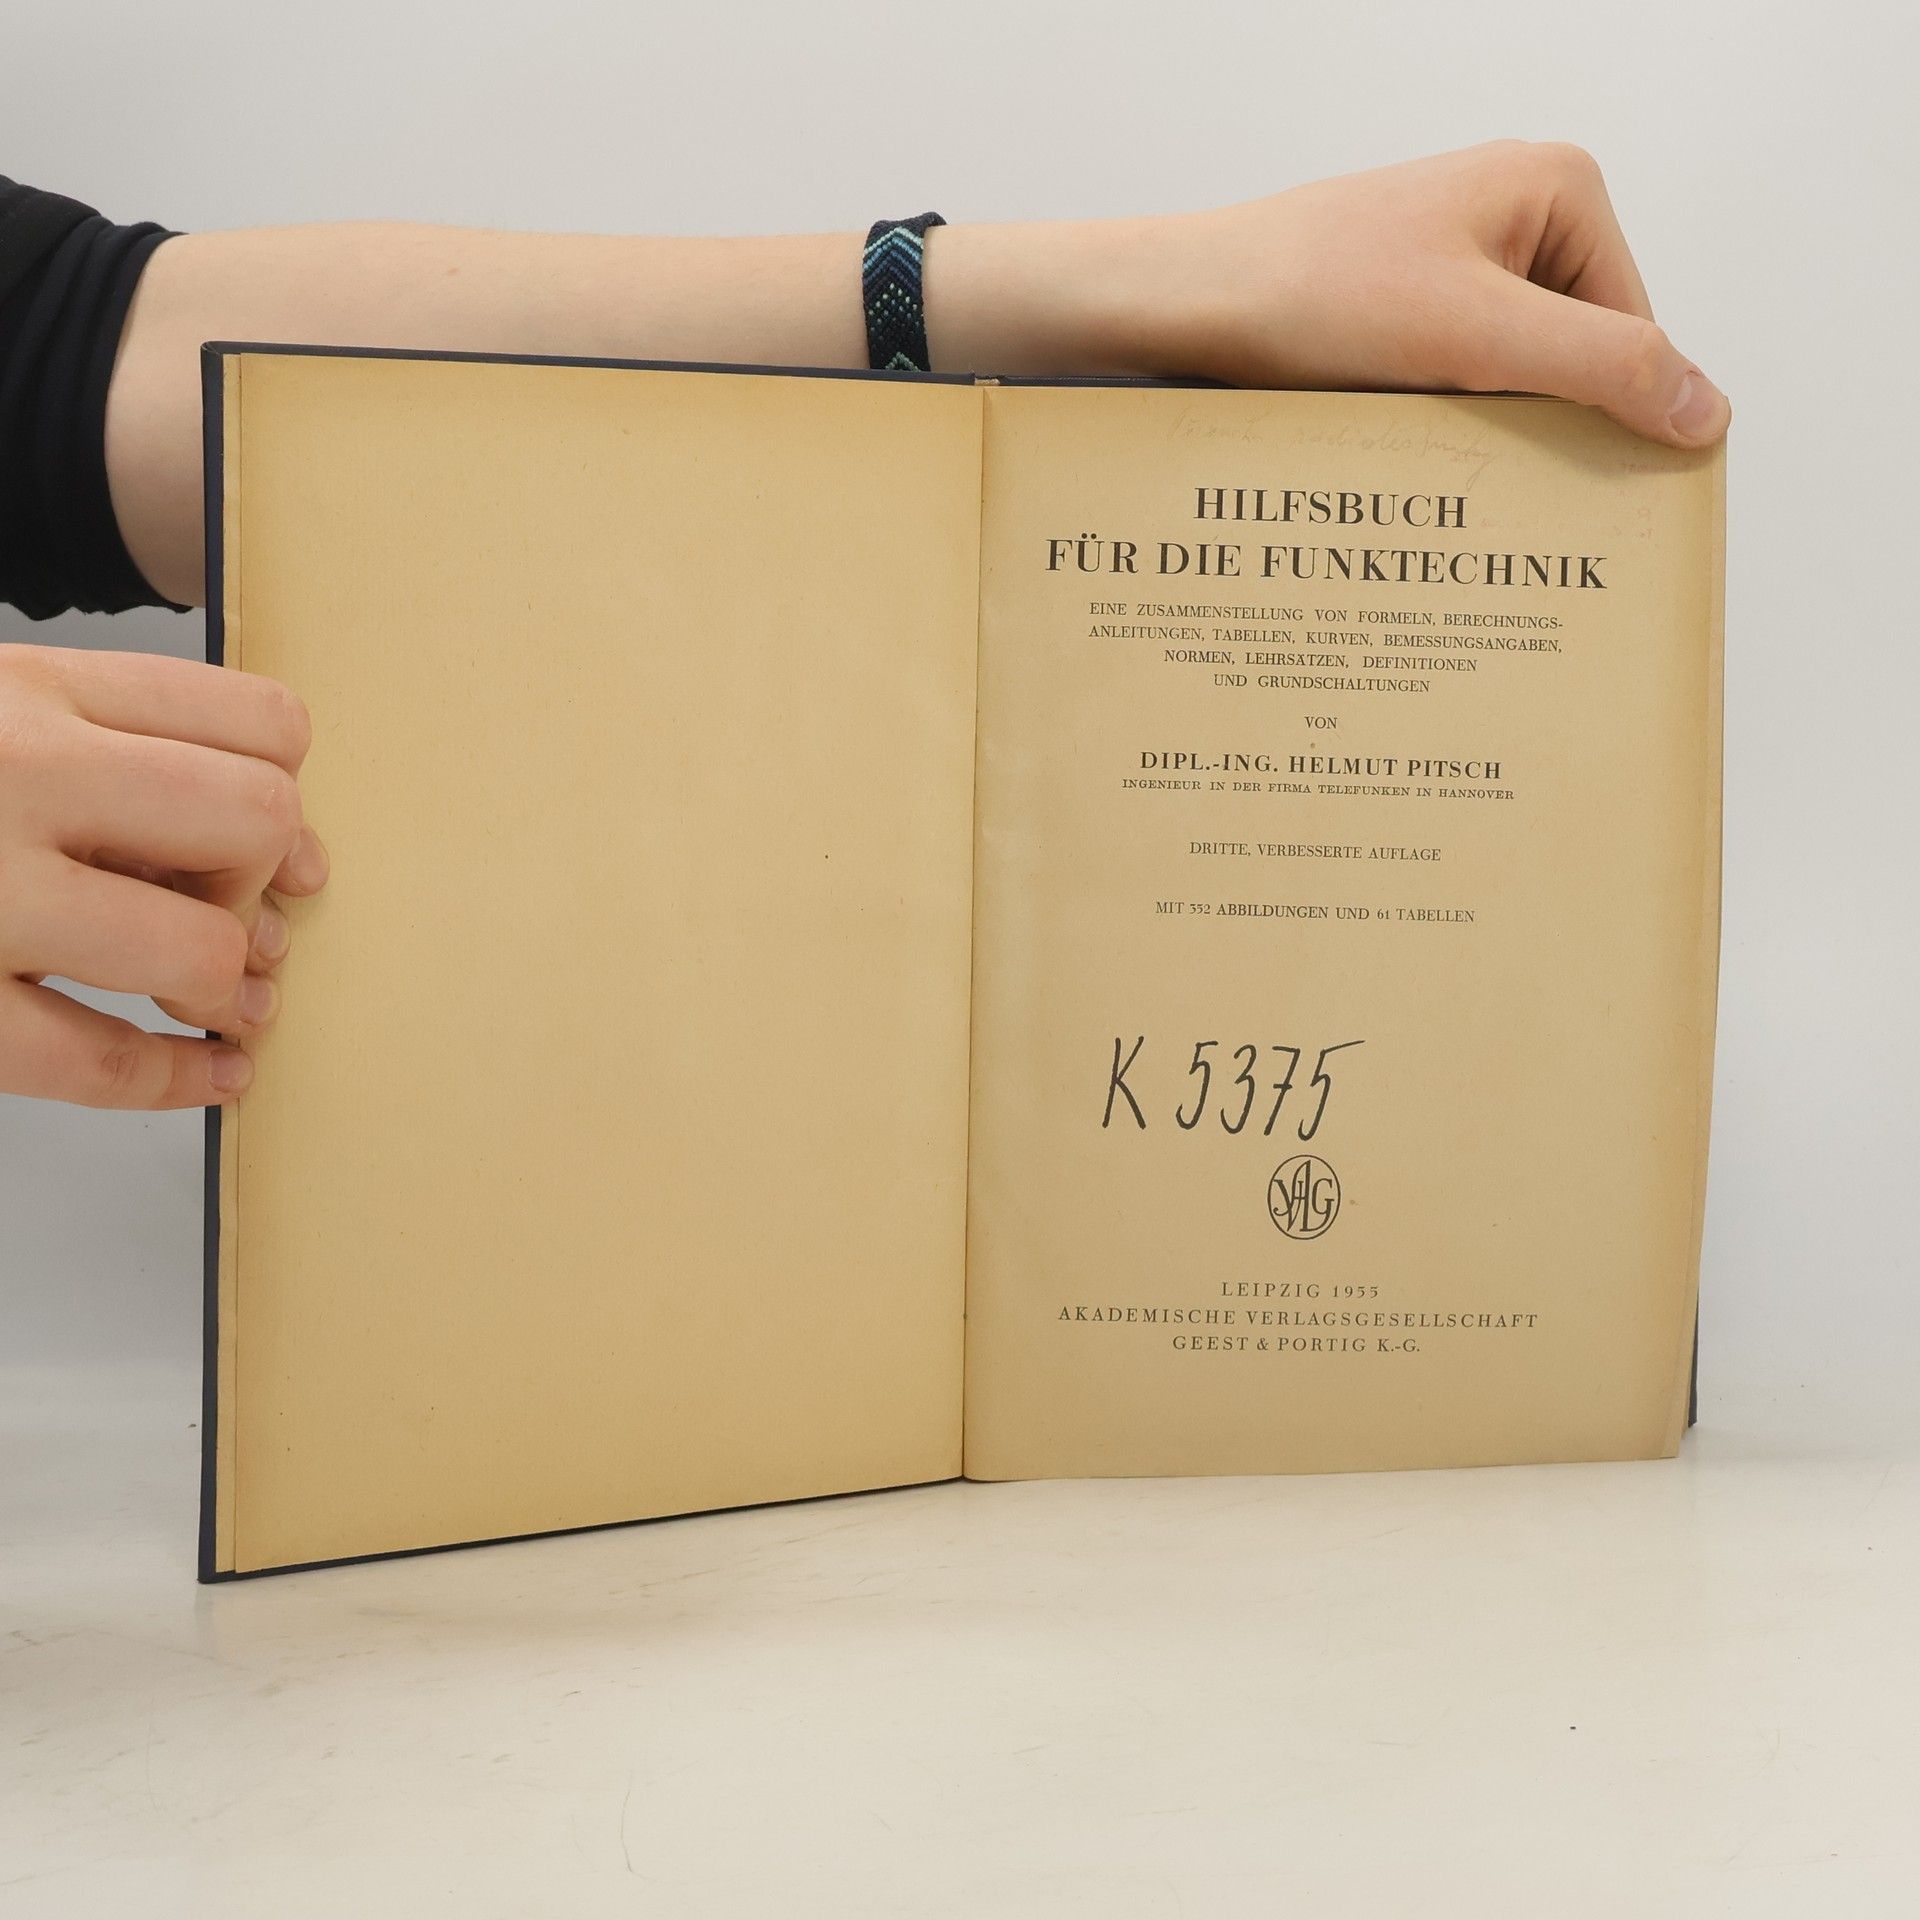 HILFSBUCH
FÜR DIE FUNKTECHNIK
EINE ZUSAMMENSTELLUNG VON FORMELN, BERECHNUNGS-
ANLEITUNGEN, TABELLEN, KURVEN, BEMESSUNGSANGABEN,
NORMEN, LEHRSÄTZEN, DEFINITIONEN
UND GRUNDSCHALTUNGEN
VON
DIPL.-ING. HELMUT PITSCH
INGENIEUR IN DER FIRMA TELEFUNKEN IN HANNOVER
DRITTE, VERBESSERTE AUFLAGE
MIT 352 ABBILDUNGEN UND 61 TABELLEN
K 5375
VAG
LEIPZIG 1953
AKADEMISCHE VERLAGSGESELLSCHAFT
GEEST & PORTIG K.-G.